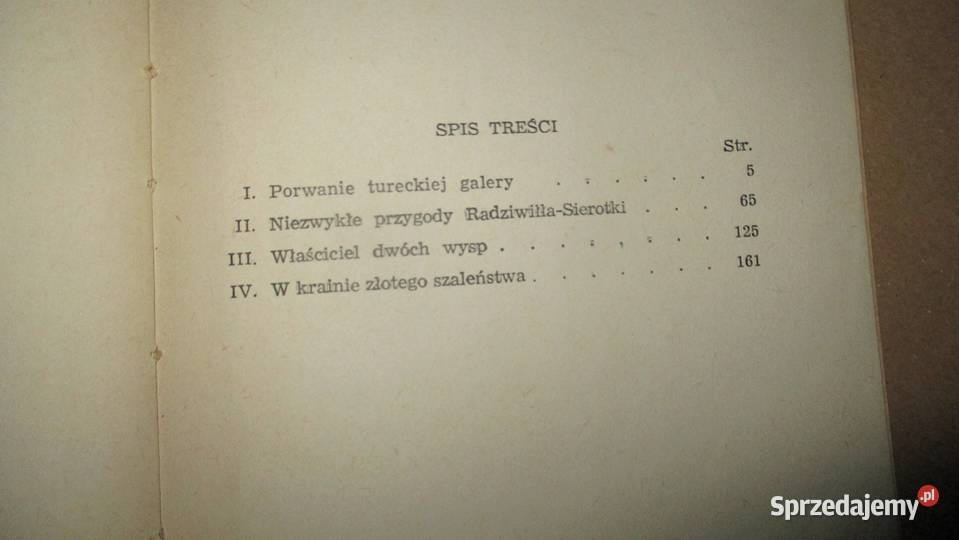 SPIS TREŚCI
Str.
I. Porwanie tureckiej galery . . . . . . 5
II. Niezwykłe przygody Radziwiłła-Sierotki . . . 65
III. Właściciel dwóch wysp . . . . . . . . 125
IV. W krainie złotego szaleństwa . . . . . . . 161
Sprzedajemy.pl